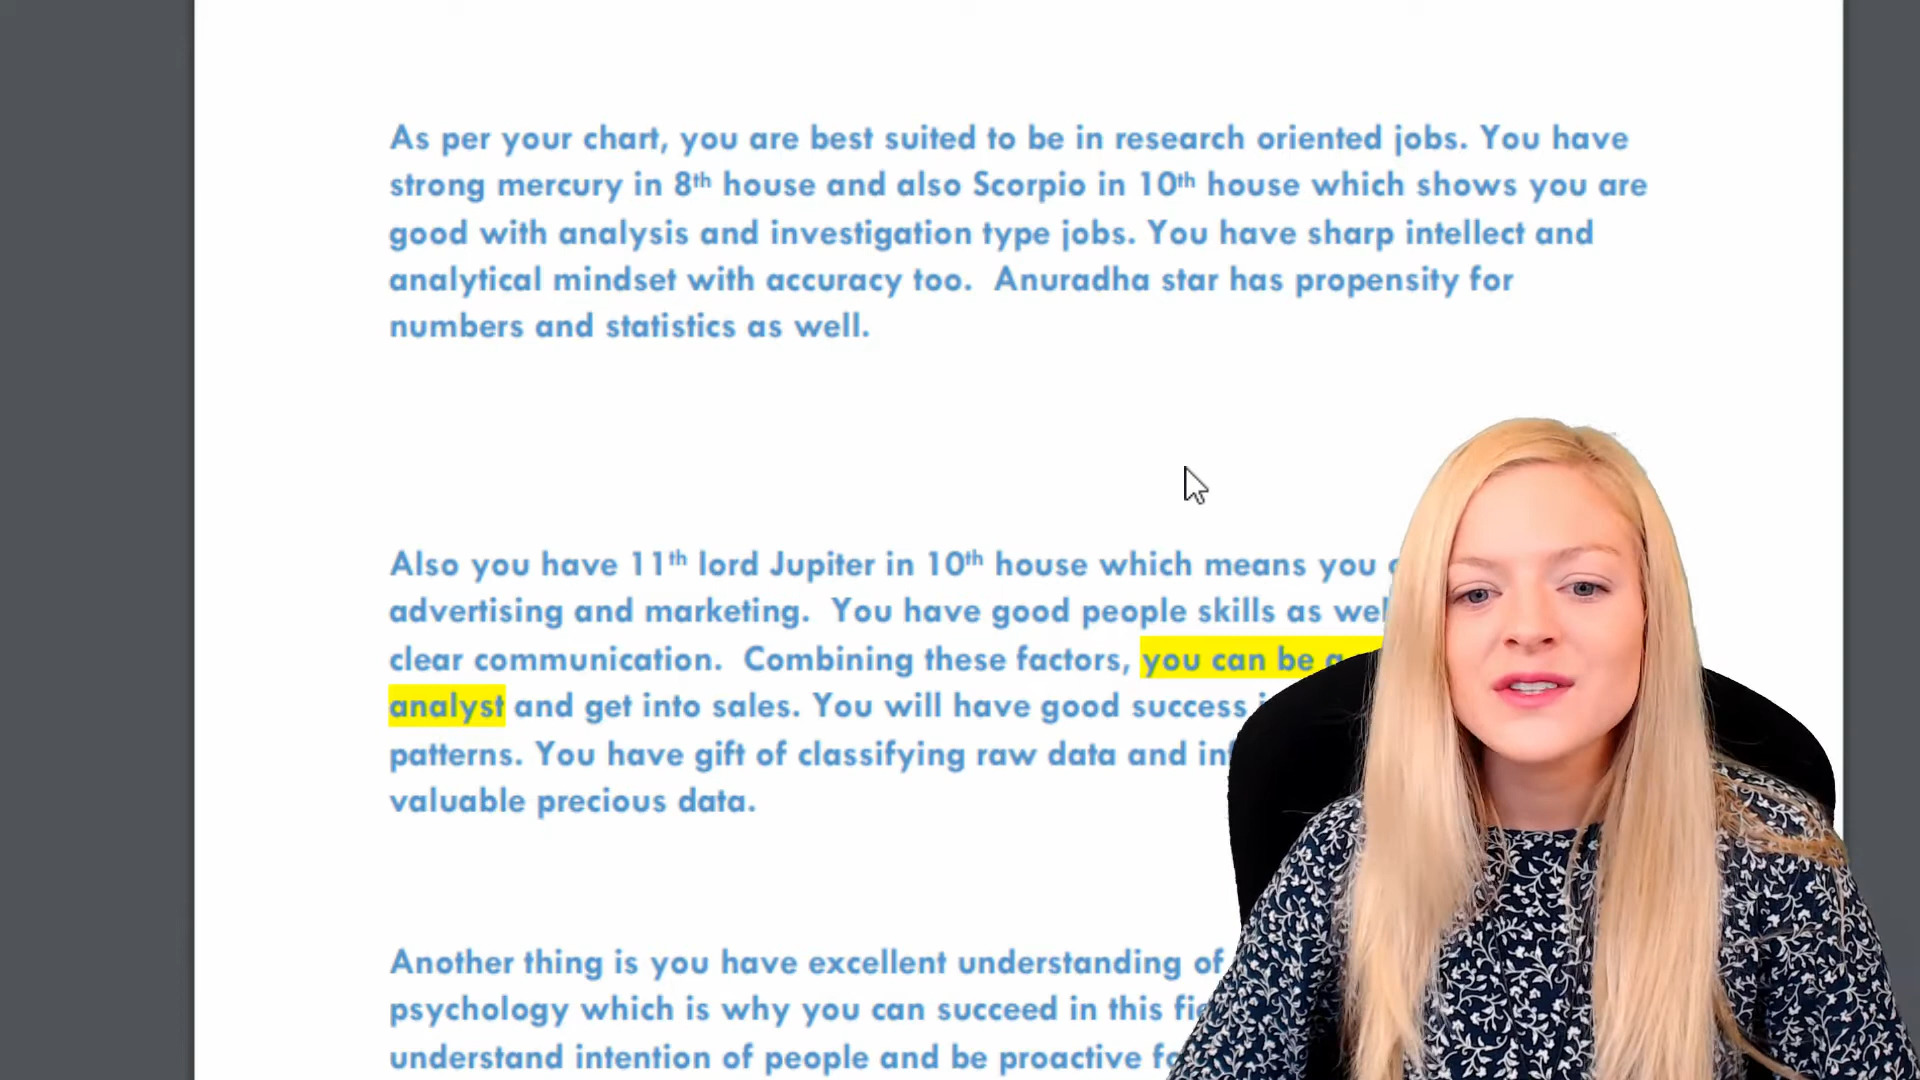 As per your chart, you are best suited to be in research oriented jobs. You have
strong mercury in 8th house and also Scorpio in 10th house which shows you are
good with analysis and investigation type jobs. You have sharp intellect and
analytical mindset with accuracy too. Anuradha star has propensity for
numbers and statistics as well.
Also you have 11th lord Jupiter in 10th house which means you
advertising and marketing. You have good people skills as
clear communication. Combining these factors, you can be a
analyst and get into sales. You will have good success
patterns. You have gift of classifying raw data and
valuable precious data.
Another thing is you have excellent understanding of
psychology which is why you can succeed in this
understand intention of people and be proactive